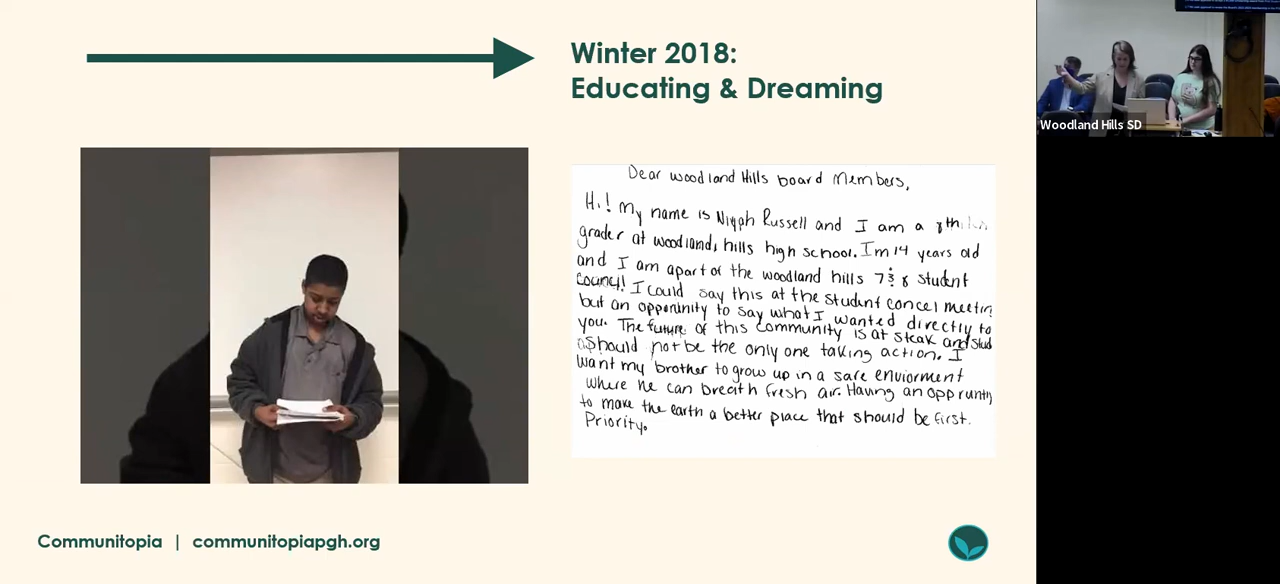 Winter 2018:
Educating & Dreaming
Dear Woodland Hills board Members,
Hi! My name is Niyah Russell and I am a 8th
grader at woodland hills high school. I'm 14 years old
and I am apart of the woodland hills 7 & 8 student
council! I could say this at the student concel meetin
but an opprunity to say what I wanted directly to
you. The future of this community is at steak and stud
should not be the only one taking action. I
want my brother to grow up in a safe enviorment
where he can breath fresh air. Having an oppruntiy
to make the earth a better place that should be first.
Priority.
Communitopia | communitopiapgh.org
Woodland Hills SD